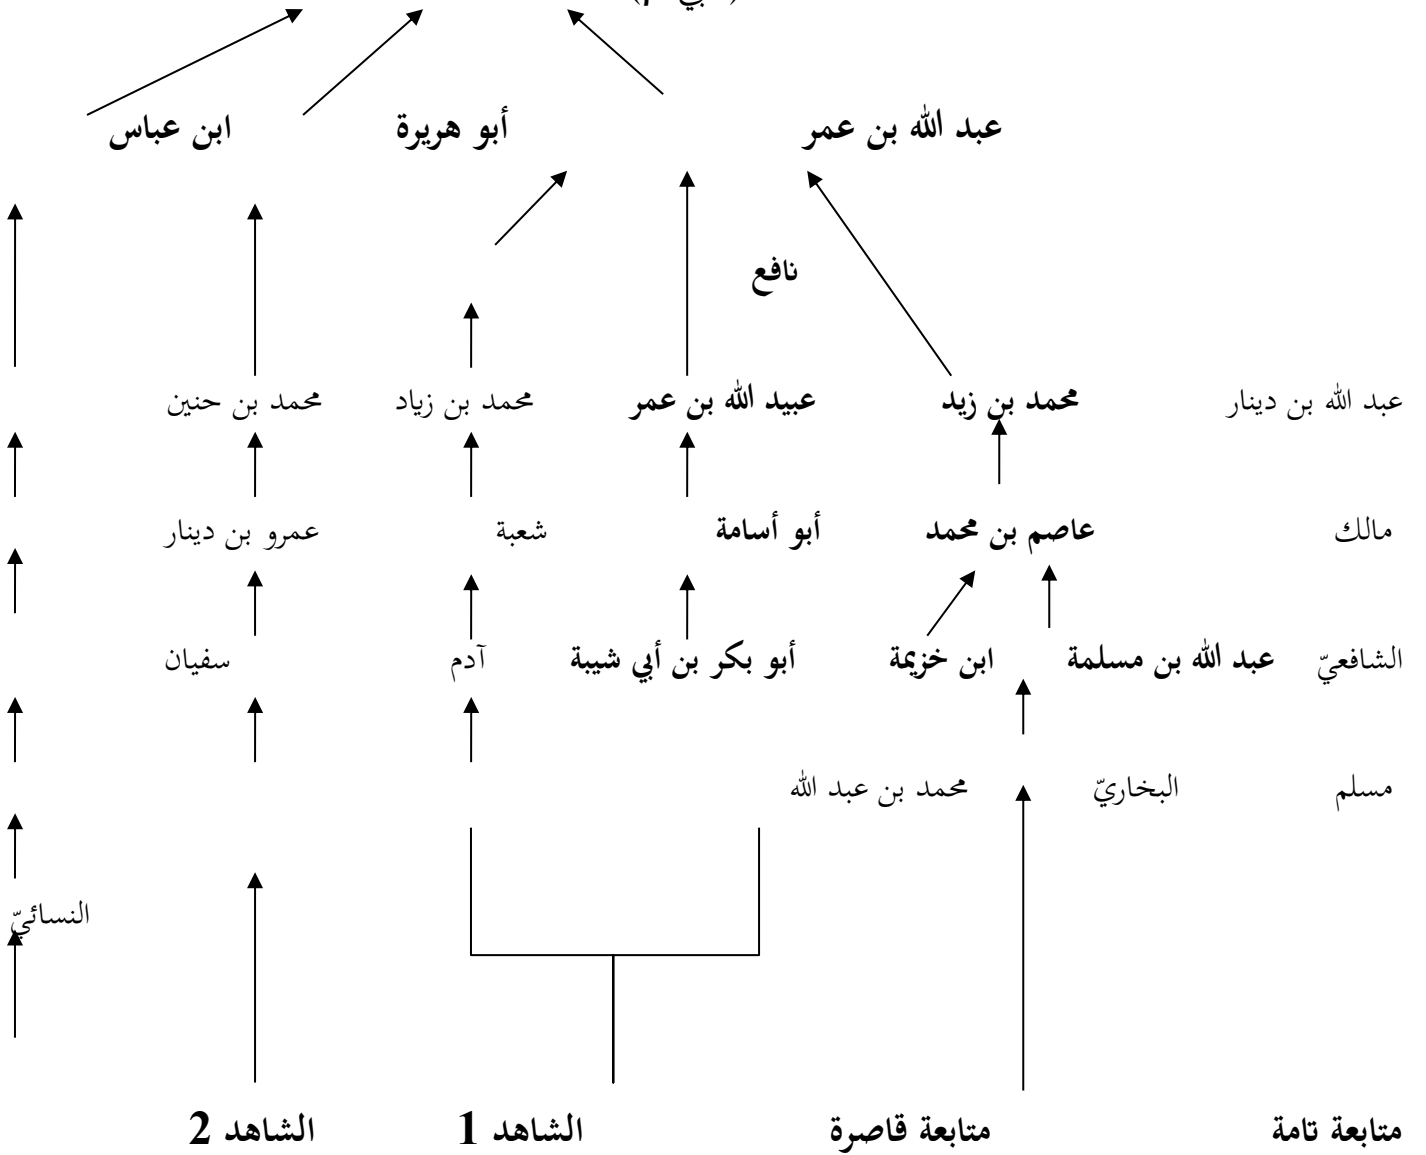 عبد الله بن عمر أبو هريرة ابن عباس
نافع
عبد الله بن دينار محمد بن زيد عبيد الله بن عمر محمد بن زياد محمد بن حنين
مالك عاصم بن محمد أبو أسامة شعبة عمرو بن دينار
الشافعيّ عبد الله بن مسلمة ابن خزيمة أبو بكر بن أبي شيبة آدم سفيان
مسلم البخاريّ محمد بن عبد الله
النسائيّ
متابعة تامة متابعة قاصرة الشاهد 1 الشاهد 2